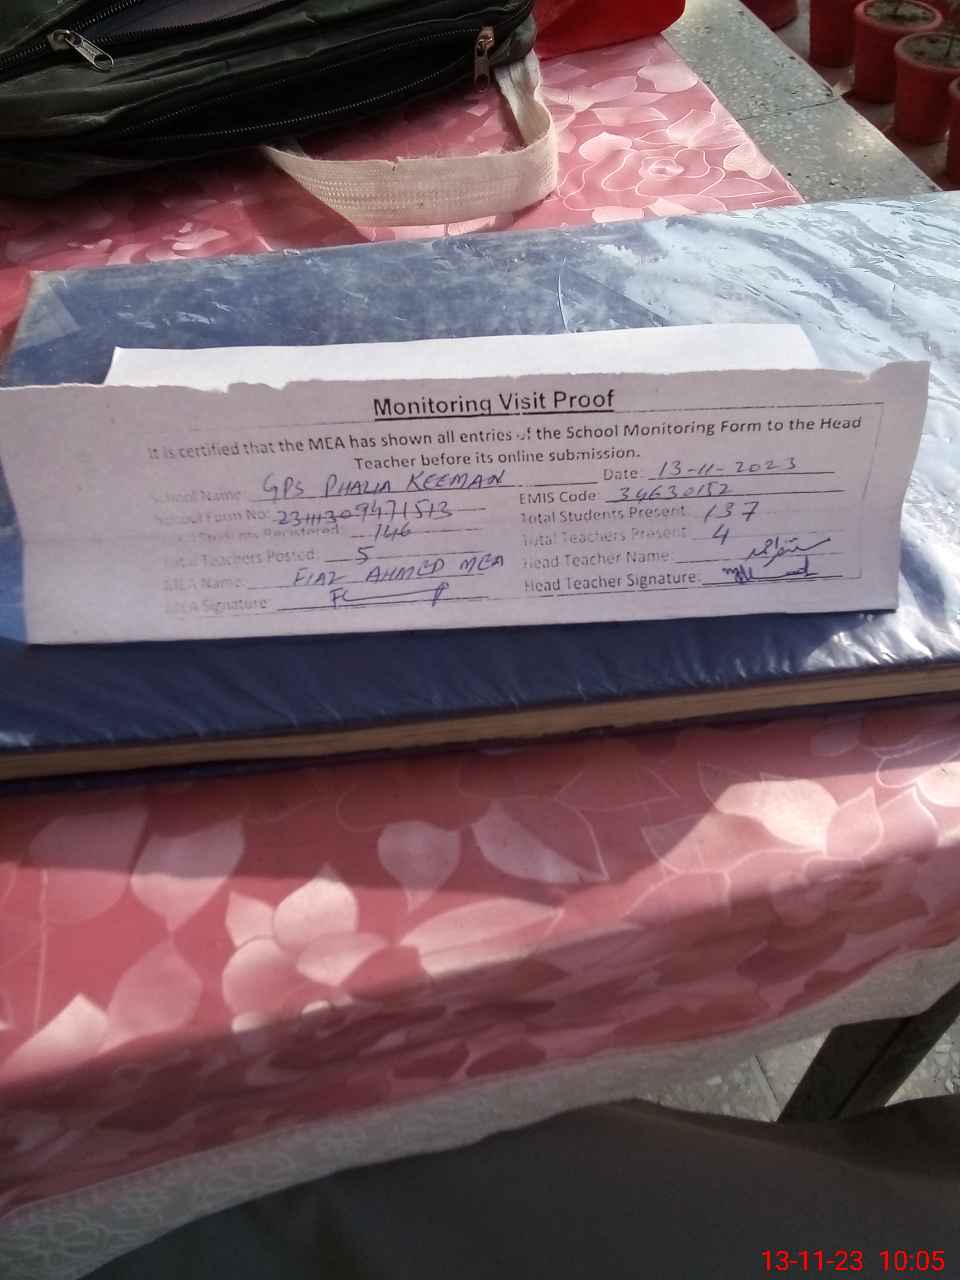 Monitoring Visit Proof
It is certified that the MEA has shown all entries of the School Monitoring Form to the Head
Teacher before its online submission.
School Name: GPS PHALIA KEEMAN Date: 13-11-2023
School Form No: EMIS Code: 34630152
Total Students Registered: 146 Total Students Present: 137
Total Teachers Posted: 5 Total Teachers Present: 4
MEA Name: FIAZ AHMED MEA Head Teacher Name:
MEA Signature: Head Teacher Signature:
13-11-23 10:05